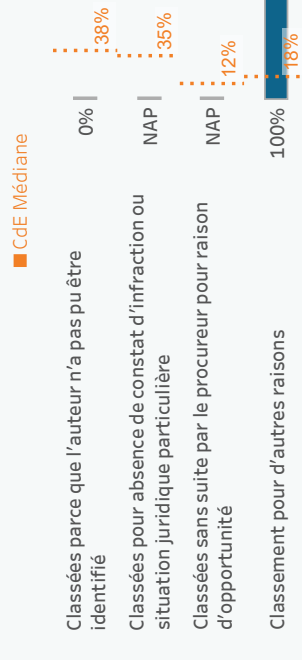 CdE Médiane
Classées parce que l'auteur n'a pas pu être
identifié
0%
38%
Classées pour absence de constat d'infraction ou
situation juridique particulière
NAP
35%
Classées sans suite par le procureur pour raison
d'opportunité
NAP
12%
Classement pour d'autres raisons
100%
18%